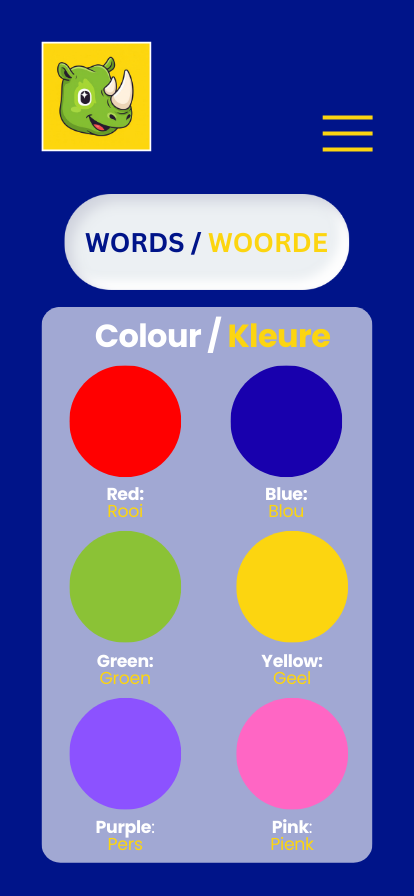 WORDS / WOORDE
Colour / Kleure
Red:
Rooi
Blue:
Blou
Green:
Groen
Yellow:
Geel
Purple:
Pers
Pink:
Pienk